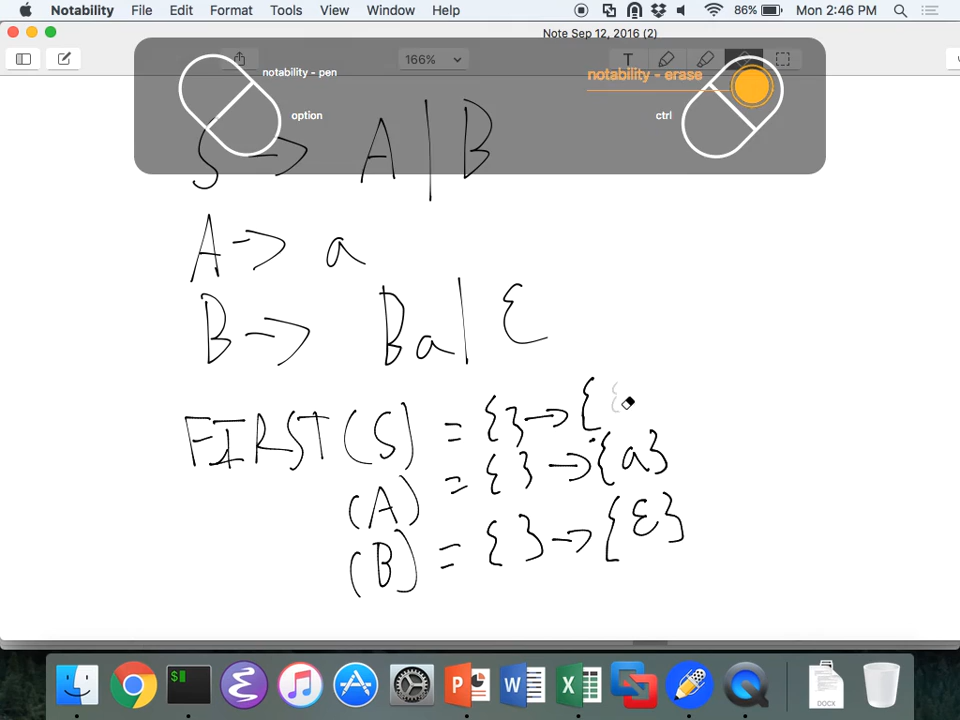 Notability File Edit Format Tools View Window Help 86% Mon 2:46 PM
Note Sep 12, 2016 (2)
166% T
notability - pen notability - erase
option ctrl
S -> A | B
A -> a
B -> Ba | ε
FIRST (S) = { } -> {
(A) = { } -> {a}
(B) = { } -> {ε}
$ P W X DOCX